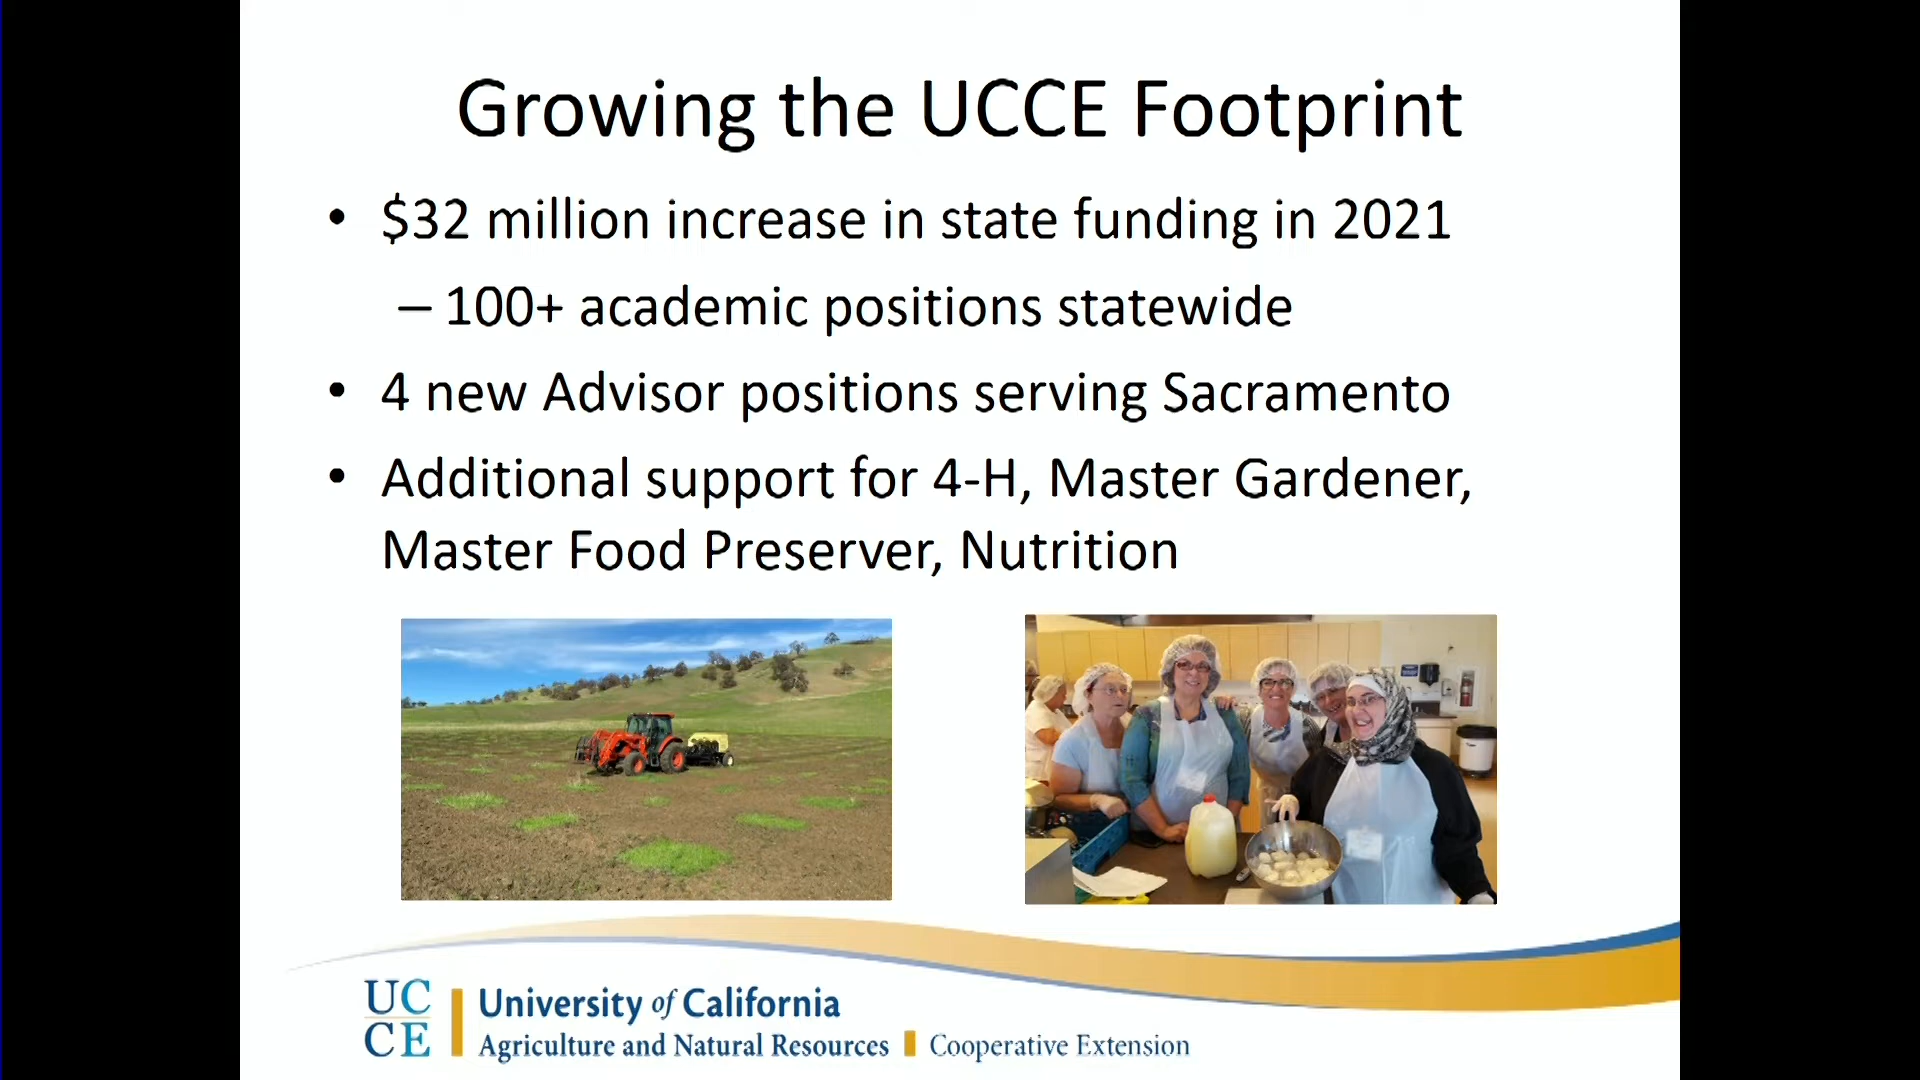 Growing the UCCE Footprint
• $32 million increase in state funding in 2021
– 100+ academic positions statewide
• 4 new Advisor positions serving Sacramento
• Additional support for 4-H, Master Gardener,
Master Food Preserver, Nutrition
UC
CE
University of California
Agriculture and Natural Resources Cooperative Extension